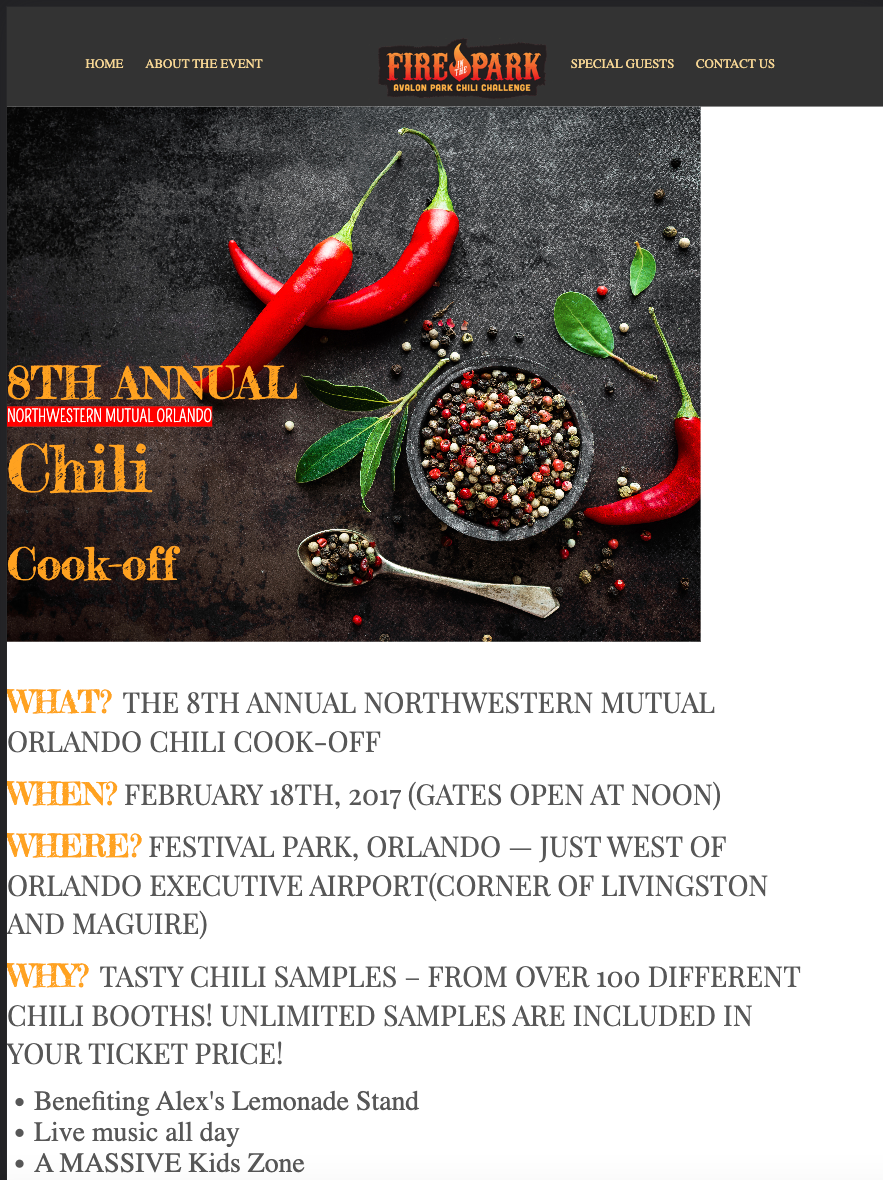 HOME ABOUT THE EVENT FIRE IN THE PARK SPECIAL GUESTS CONTACT US
AVALON PARK CHILI CHALLENGE
8TH ANNUAL
NORTHWESTERN MUTUAL ORLANDO
Chili
Cook-off
WHAT? THE 8TH ANNUAL NORTHWESTERN MUTUAL
ORLANDO CHILI COOK-OFF
WHEN? FEBRUARY 18TH, 2017 (GATES OPEN AT NOON)
WHERE? FESTIVAL PARK, ORLANDO — JUST WEST OF
ORLANDO EXECUTIVE AIRPORT(CORNER OF LIVINGSTON
AND MAGUIRE)
WHY? TASTY CHILI SAMPLES – FROM OVER 100 DIFFERENT
CHILI BOOTHS! UNLIMITED SAMPLES ARE INCLUDED IN
YOUR TICKET PRICE!
• Benefiting Alex's Lemonade Stand
• Live music all day
• A MASSIVE Kids Zone